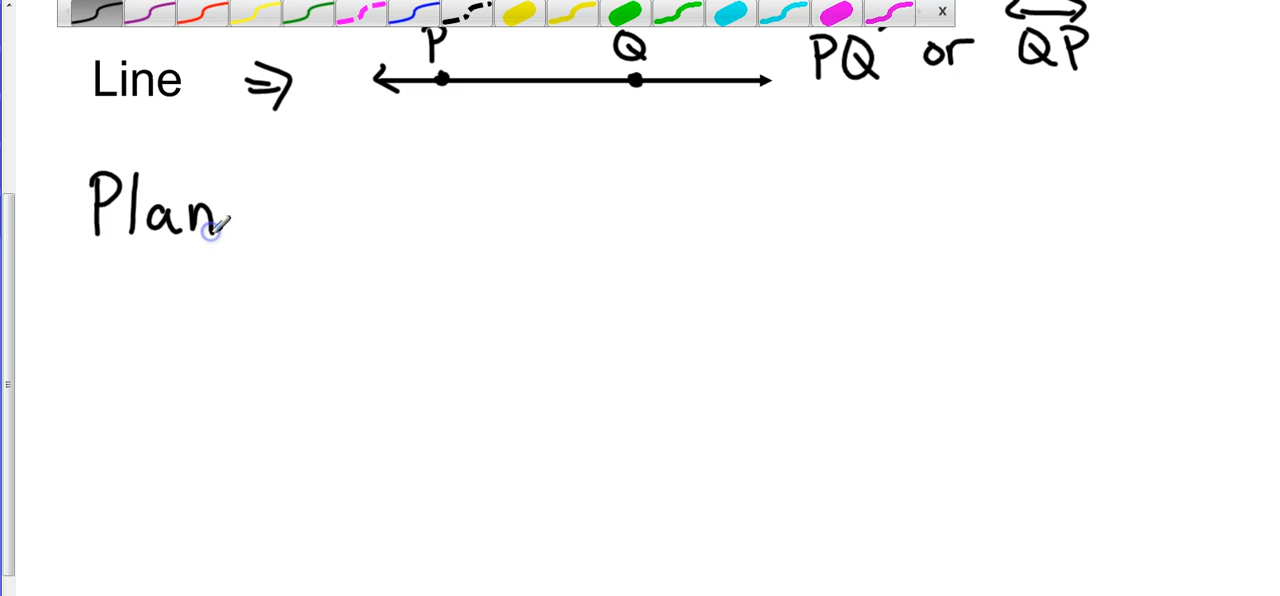 x
P Q PQ or QP
Line ⇒
Plan